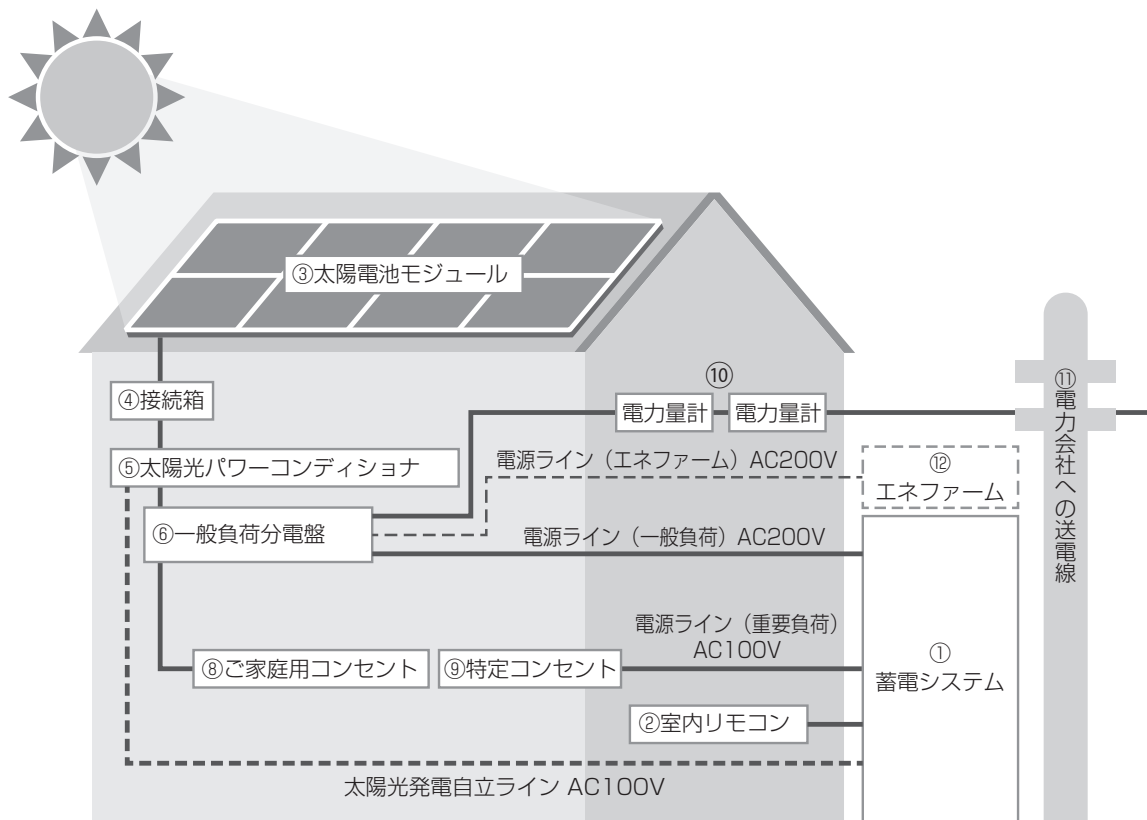 ③太陽電池モジュール
④接続箱
⑩
電力量計 電力量計
⑪電力会社への送電線
⑤太陽光パワーコンディショナ
電源ライン（エネファーム）AC200V
⑫
エネファーム
⑥一般負荷分電盤
電源ライン（一般負荷）AC200V
電源ライン（重要負荷）
AC100V
⑧ご家庭用コンセント
⑨特定コンセント
①
蓄電システム
②室内リモコン
太陽光発電自立ライン AC100V